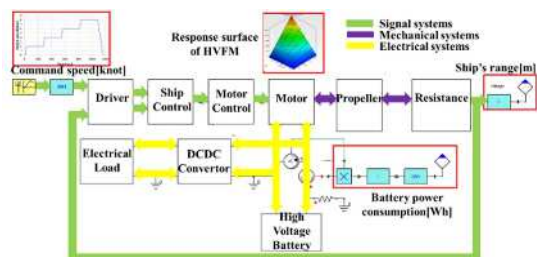 Response surface
of HVFM
Signal systems
Mechanical systems
Electrical systems
Command speed[knot]
Ship's range[m]
Driver
Ship
Control
Motor
Control
Motor
Propeller
Resistance
Electrical
Load
DCDC
Convertor
High
Voltage
Battery
Battery power
consumption[Wh]